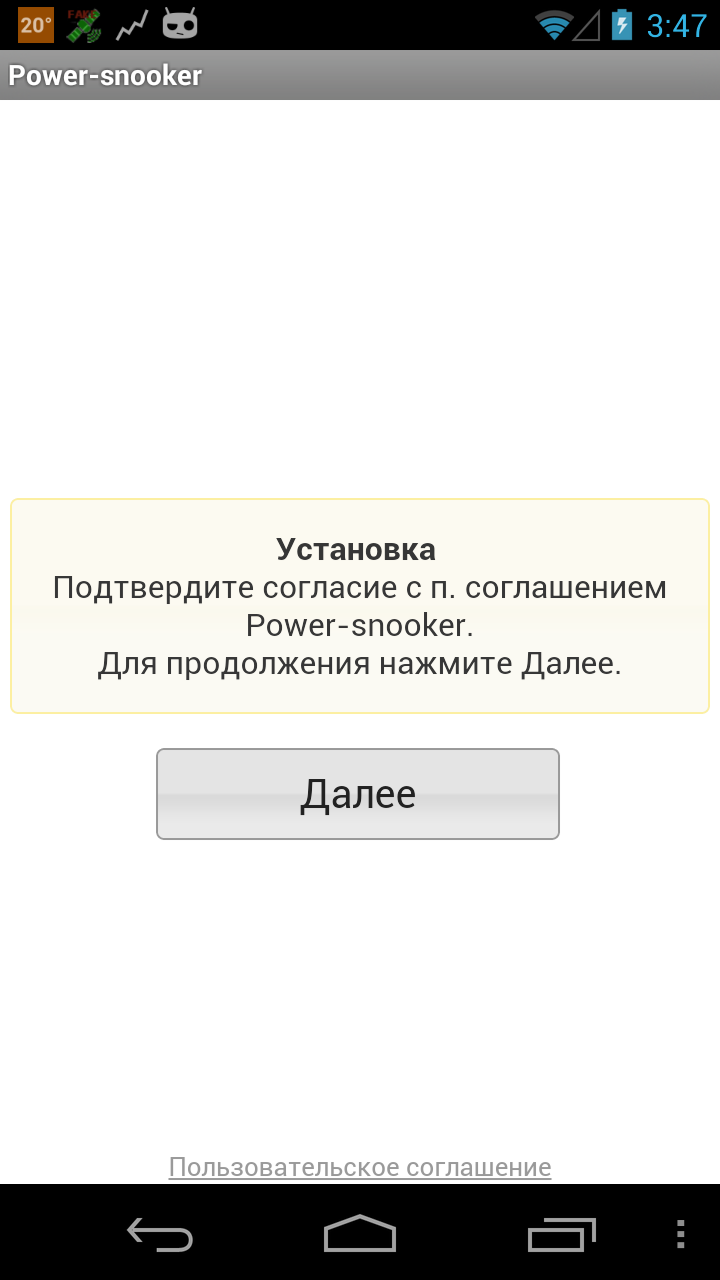 20°
FAKE
3:47
Power-snooker
Установка
Подтвердите согласие с п. соглашением
Power-snooker.
Для продолжения нажмите Далее.
Далее
Пользовательское соглашение